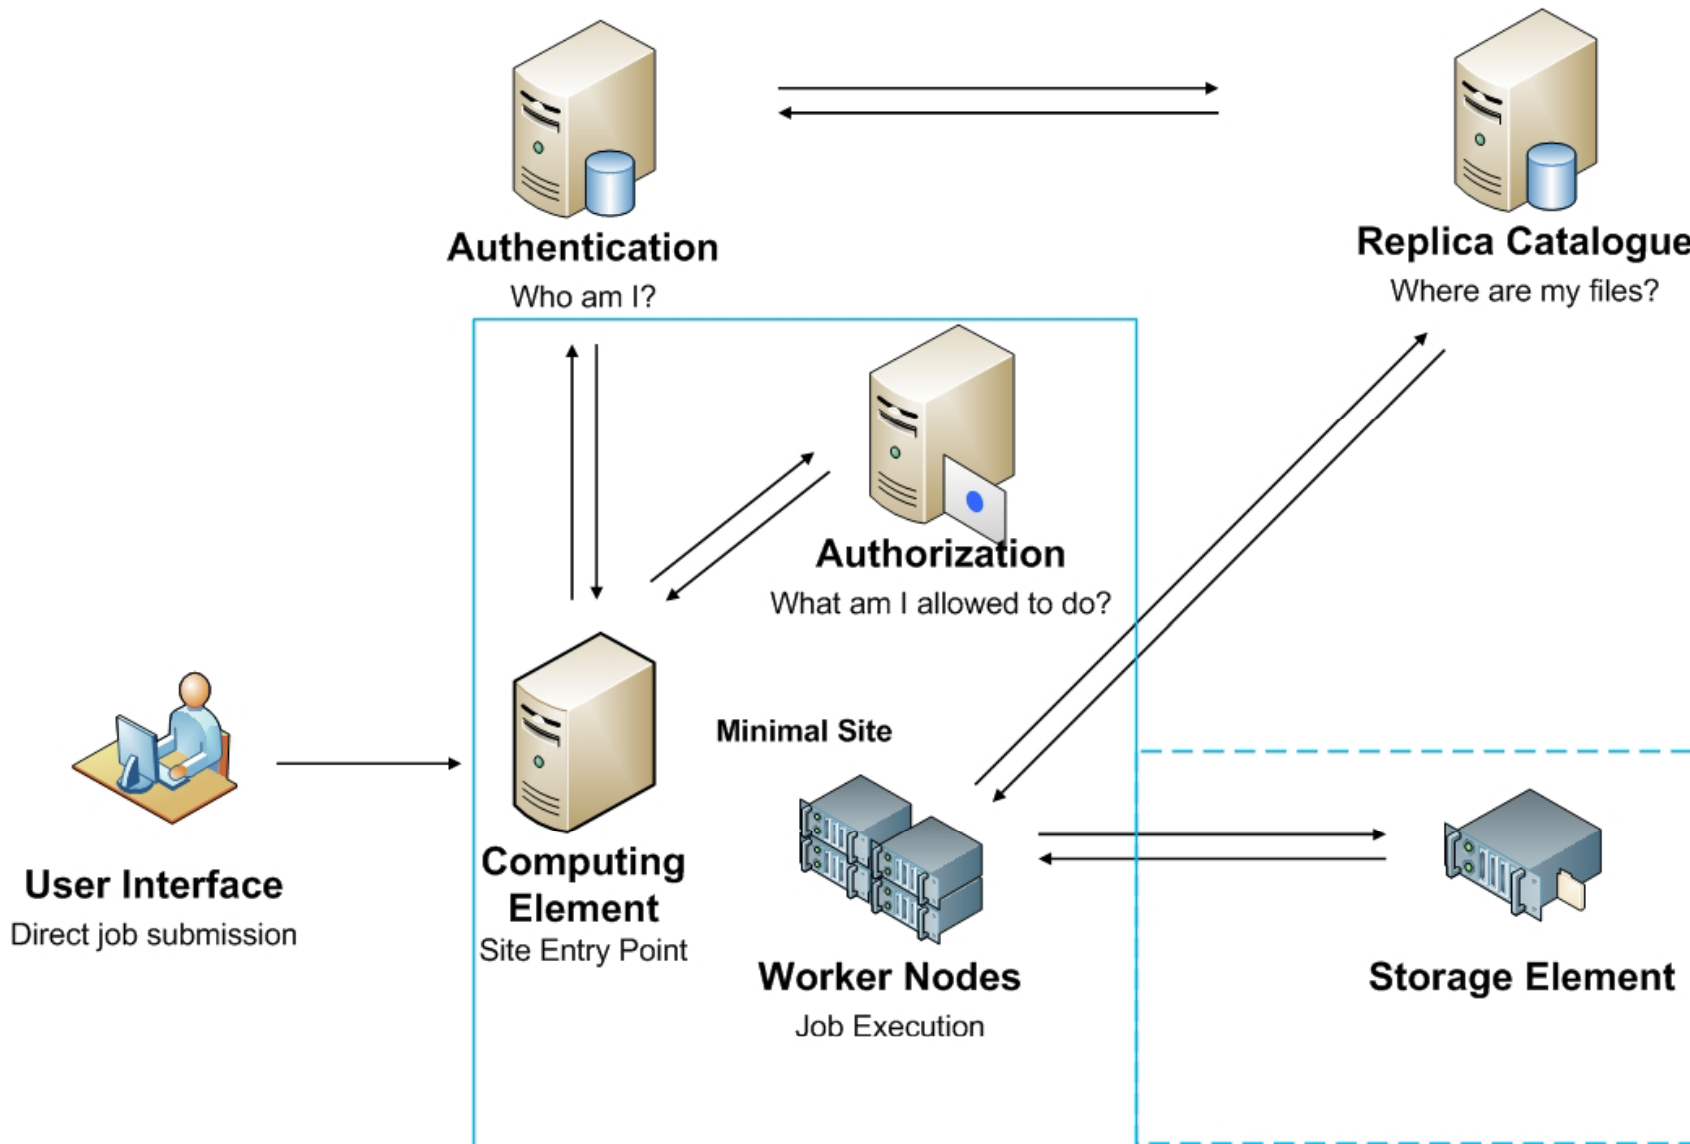 Authentication
Who am I?
Replica Catalogue
Where are my files?
Authorization
What am I allowed to do?
Minimal Site
User Interface
Direct job submission
Computing
Element
Site Entry Point
Worker Nodes
Job Execution
Storage Element